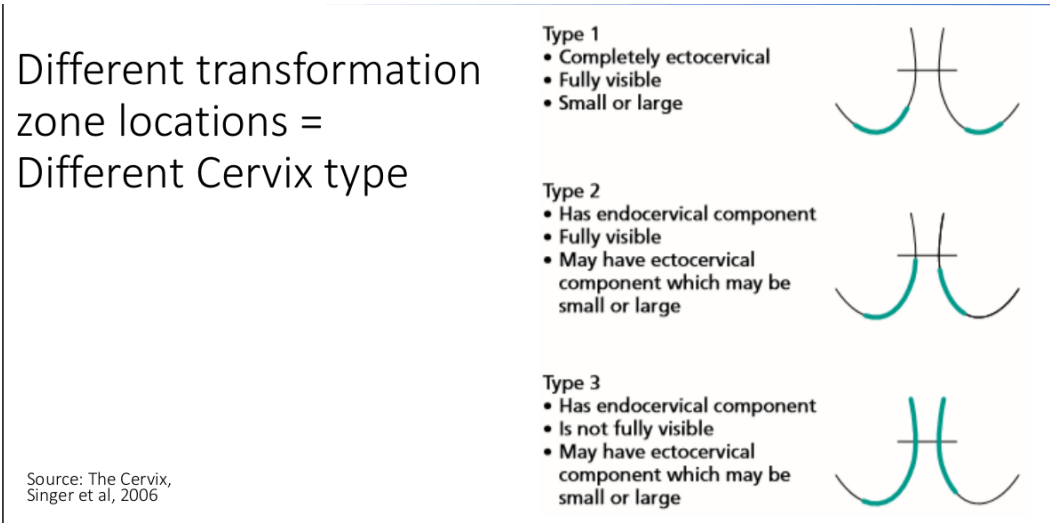 Different transformation
zone locations =
Different Cervix type
Source: The Cervix,
Singer et al, 2006
Type 1
• Completely ectocervical
• Fully visible
• Small or large
Type 2
• Has endocervical component
• Fully visible
• May have ectocervical
component which may be
small or large
Type 3
• Has endocervical component
• Is not fully visible
• May have ectocervical
component which may be
small or large